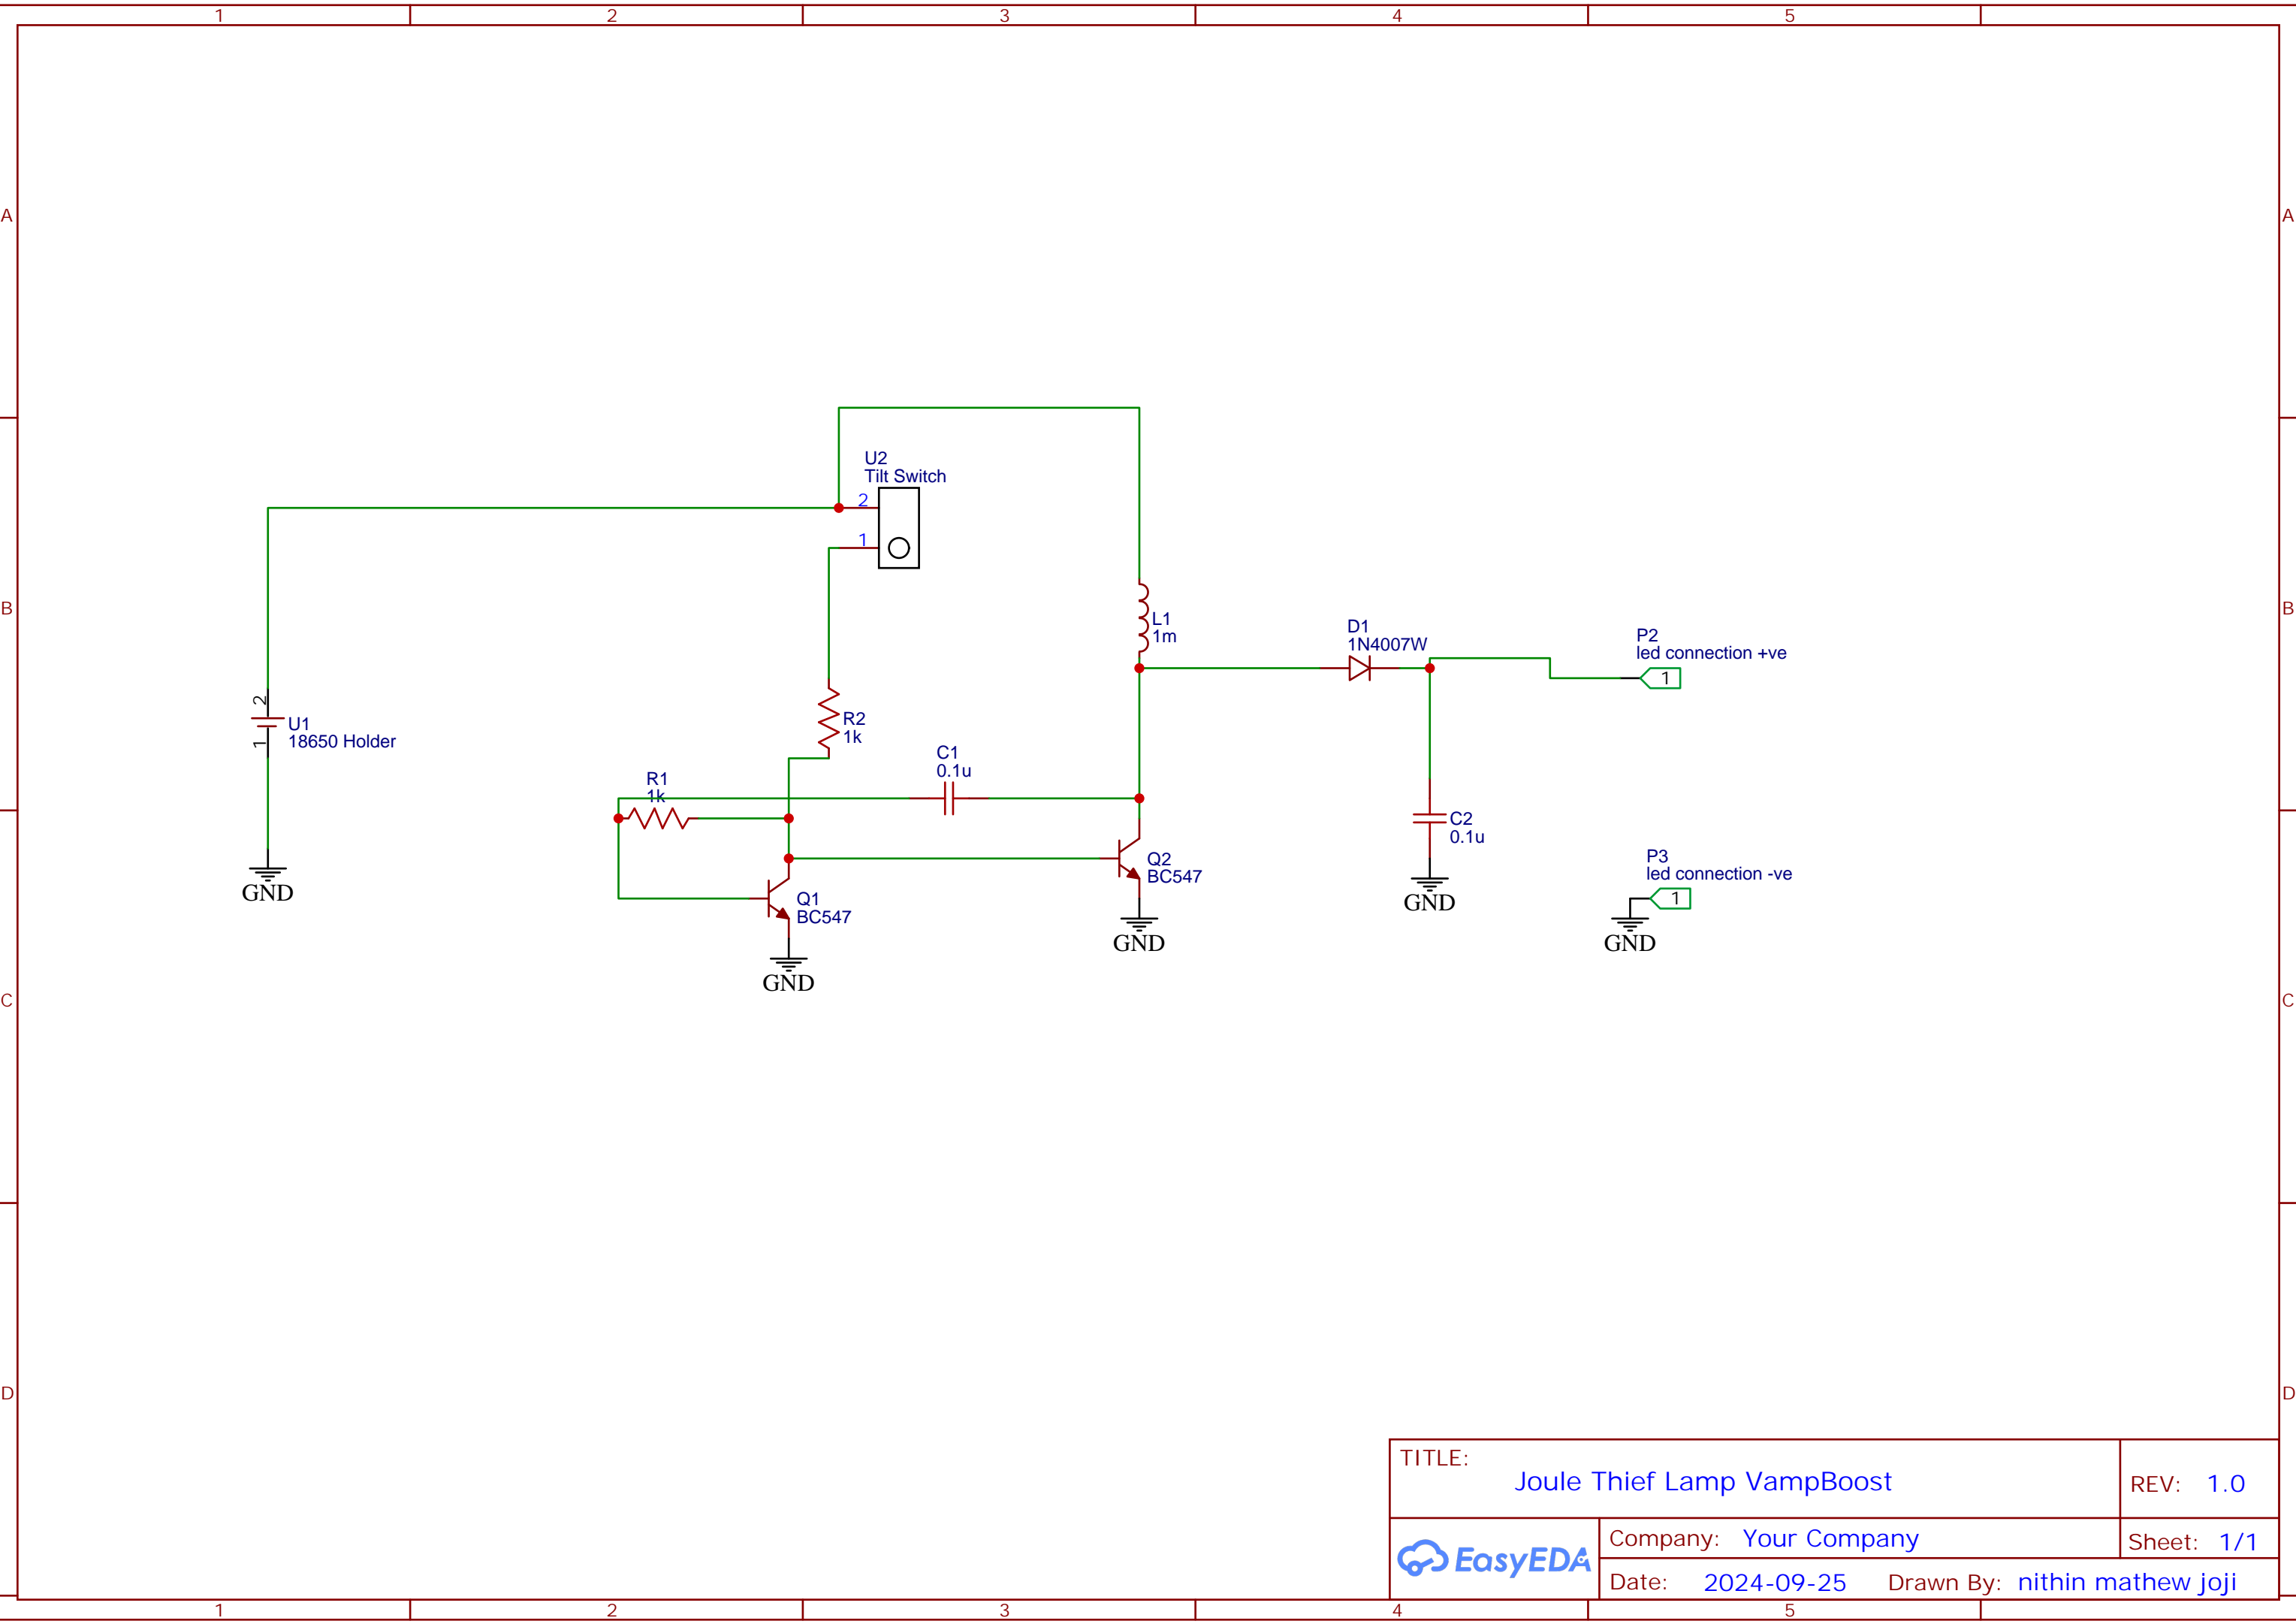 1 2 3 4 5
A A
U2
Tilt Switch
2
1
B B
L1
1m
D1
1N4007W
P2
led connection +ve
1
2
U1
1
18650 Holder
R2
1k
C1
0.1u
R1
1k
C2
0.1u
Q2
BC547
P3
led connection -ve
1
GND
Q1
BC547
GND
GND
GND
GND
C C
D D
TITLE:
Joule Thief Lamp VampBoost
REV: 1.0
EasyEDA
Company: Your Company
Sheet: 1/1
Date: 2024-09-25 Drawn By: nithin mathew joji
1 2 3 4 5